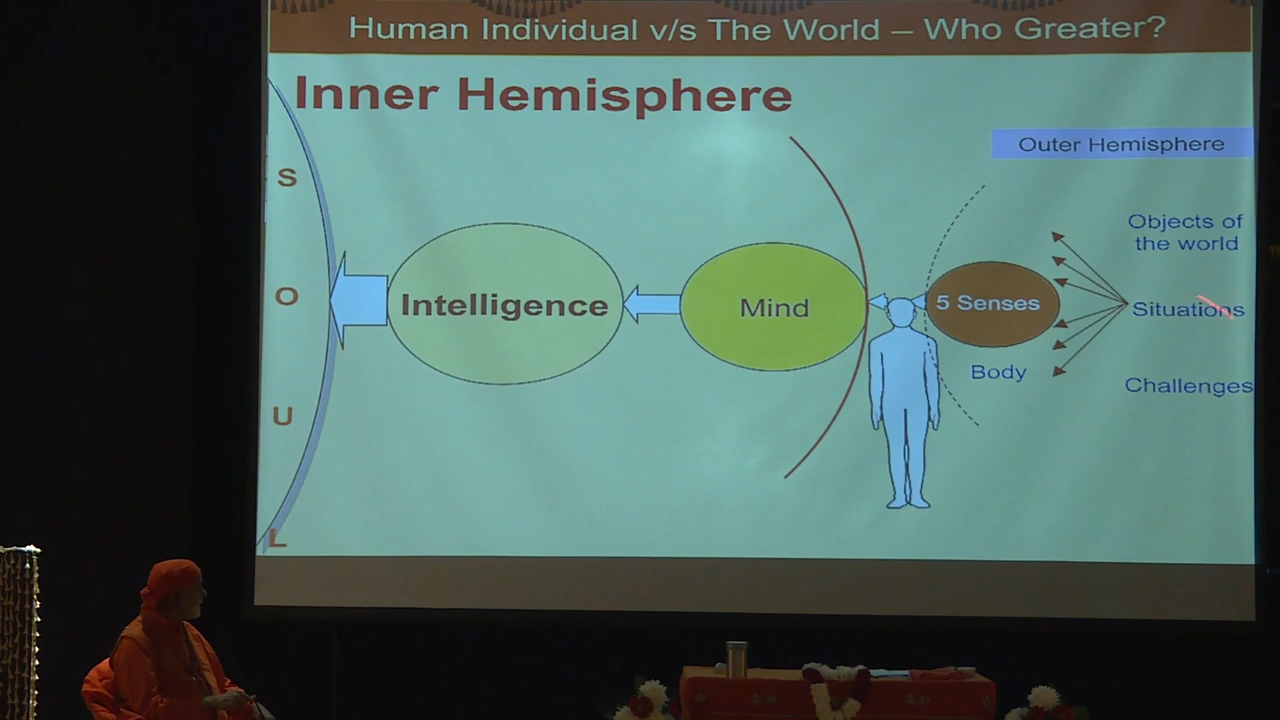 Human Individual v/s The World – Who Greater?
Inner Hemisphere
Outer Hemisphere
S
O
U
L
Intelligence
Mind
5 Senses
Body
Objects of
the world
Situations
Challenges